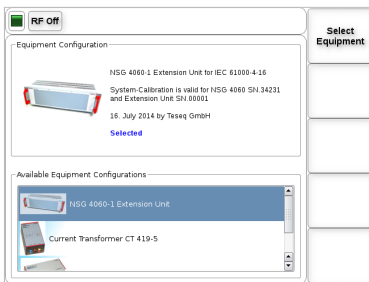 RF Off
Select
Equipment
Equipment Configuration
NSG 4060-1 Extension Unit for IEC 61000-4-16
System-Calibration is valid for NSG 4060 SN.34231
and Extension Unit SN.00001
16. July 2014 by Teseq GmbH
Selected
Available Equipment Configurations
NSG 4060-1 Extension Unit
Current Transformer CT 419-5